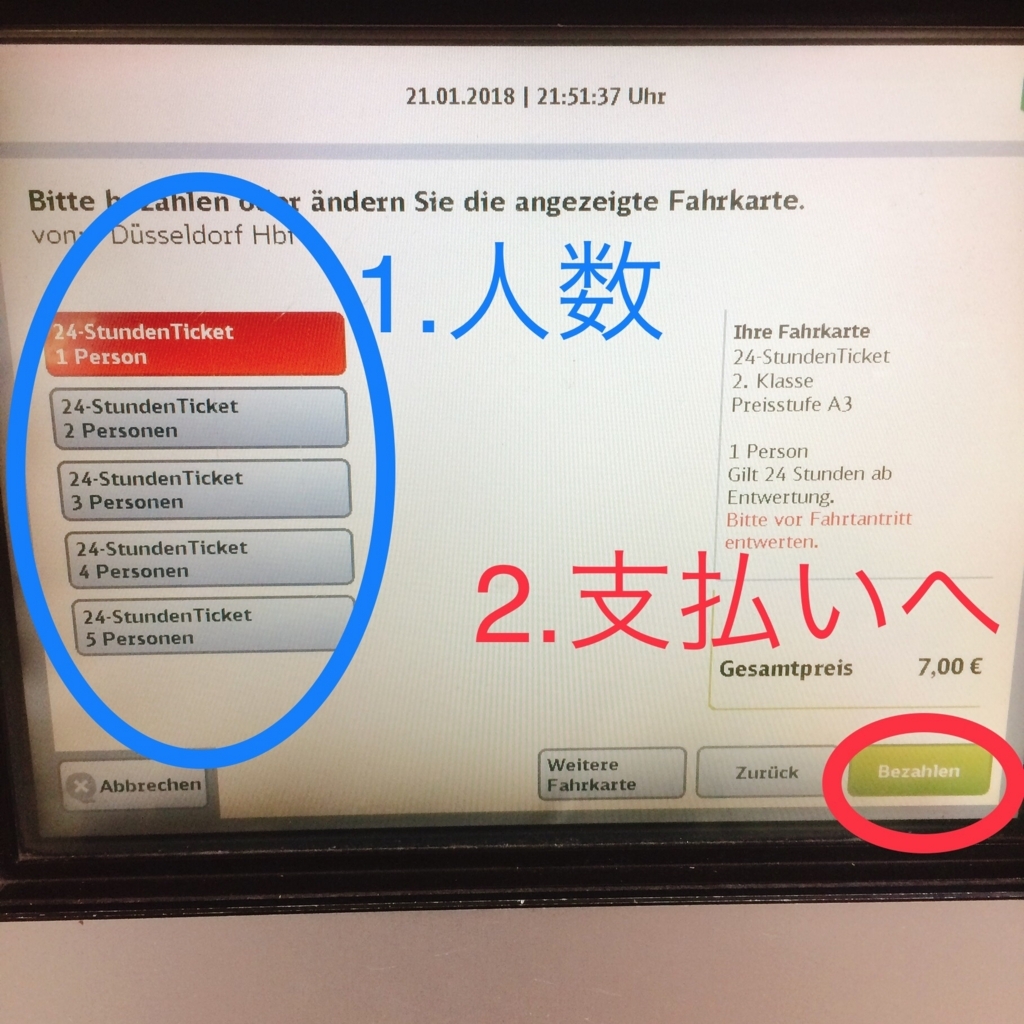 21.01.2018 | 21:51:37 Uhr
Bitte bezahlen oder ändern Sie die angezeigte Fahrkarte.
von: Düsseldorf Hbf
1.人数
24-StundenTicket
1 Person
24-StundenTicket
2 Personen
24-StundenTicket
3 Personen
24-StundenTicket
4 Personen
24-StundenTicket
5 Personen
Ihre Fahrkarte
24-StundenTicket
2. Klasse
Preisstufe A3
1 Person
Gilt 24 Stunden ab
Entwertung.
Bitte vor Fahrtantritt
entwerten.
2.支払いへ
Gesamtpreis 7,00 €
Abbrechen
Weitere
Fahrkarte
Zurück
Bezahlen